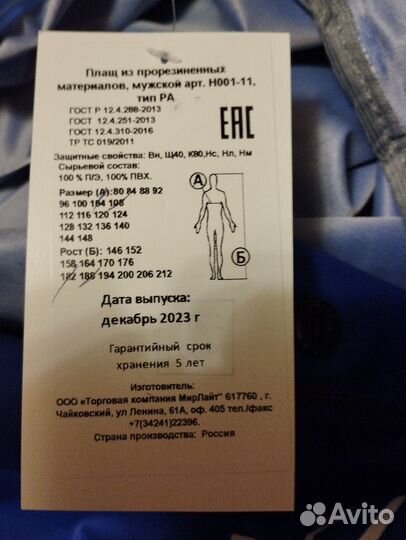 Плащ из прорезиненных
материалов, мужской арт. Н001-11,
тип РА
ГОСТ Р 12.4.288-2013
ГОСТ 12.4.251-2013
ГОСТ 12.4.310-2016
ТР ТС 019/2011
EAC
Защитные свойства: Вн, Щ40, К80,Нс, Нл, Нм
Сырьевой состав:
100 % П/Э, 100% ПВХ.
Размер (А):80 84 88 92
96 100 104 108
112 116 120 124
128 132 136 140
144 148
Рост (Б): 146 152
158 164 170 176
182 188 194 200 206 212
А
Б
Дата выпуска:
декабрь 2023 г
Гарантийный срок
хранения 5 лет
Изготовитель:
ООО «Торговая компания МирЛайт" 617760 , г.
Чайковский, ул Ленина, 61А, оф. 405 тел./факс
+7(34241)22396.
Страна производства: Россия
Avito